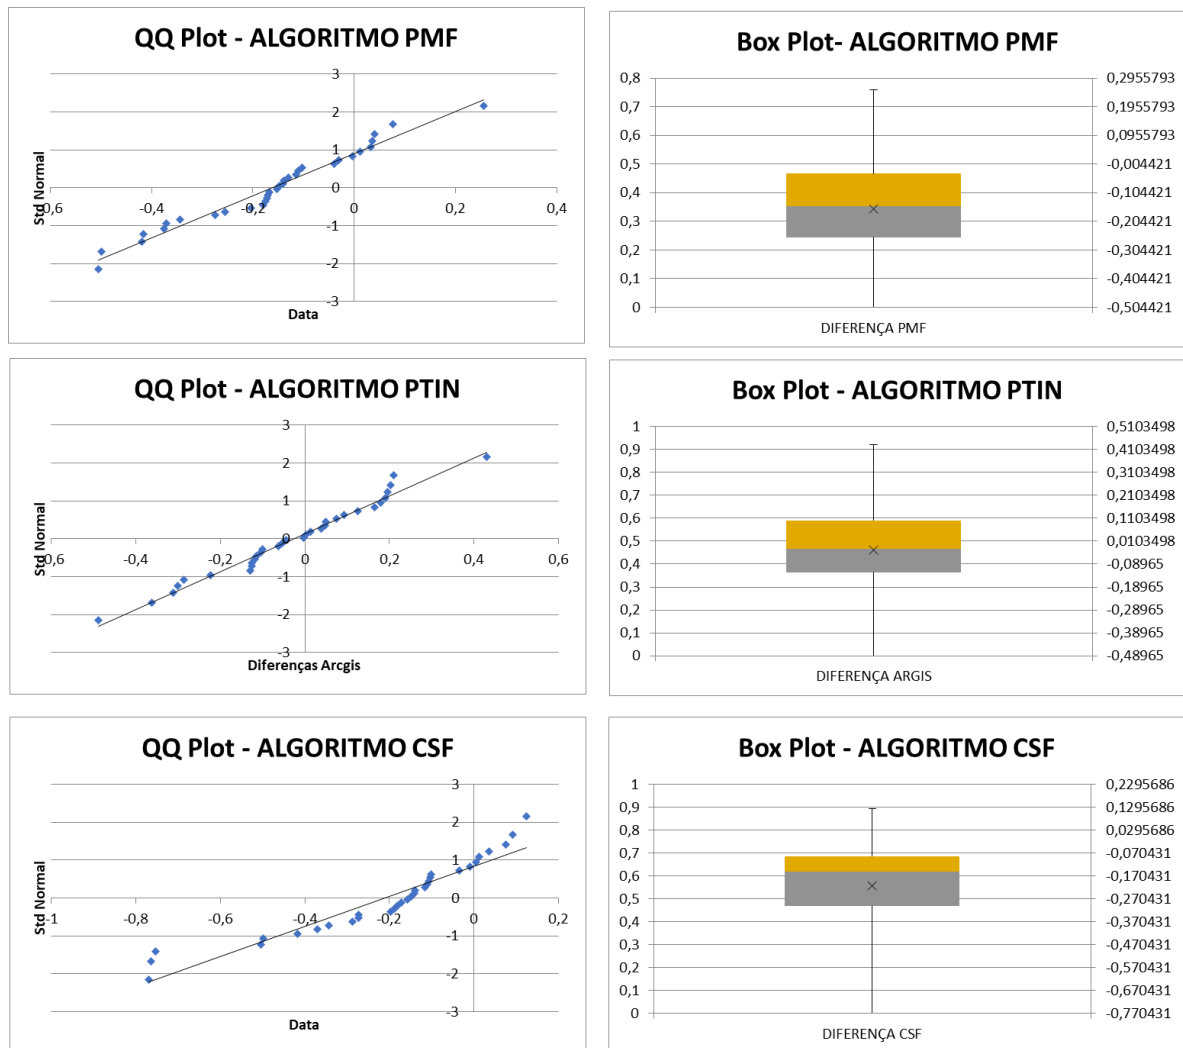 QQ Plot - ALGORITMO PMF
3
2
1
0
-1
-2
-3
-0,6 -0,4 -0,2 0 0,2 0,4
Std Normal
Data
Box Plot- ALGORITMO PMF
0,8 0,2955793
0,7 0,1955793
0,6 0,0955793
0,5 -0,004421
0,4 -0,104421
0,3 -0,204421
0,2 -0,304421
0,1 -0,404421
0 -0,504421
DIFERENÇA PMF
QQ Plot - ALGORITMO PTIN
3
2
1
0
-1
-2
-3
-0,6 -0,4 -0,2 0 0,2 0,4 0,6
Std Normal
Diferenças Arcgis
Box Plot - ALGORITMO PTIN
1 0,5103498
0,9 0,4103498
0,8 0,3103498
0,7 0,2103498
0,6 0,1103498
0,5 0,0103498
0,4 -0,08965
0,3 -0,18965
0,2 -0,28965
0,1 -0,38965
0 -0,48965
DIFERENÇA ARGIS
QQ Plot - ALGORITMO CSF
3
2
1
0
-1
-2
-3
-1 -0,8 -0,6 -0,4 -0,2 0 0,2
Std Normal
Data
Box Plot - ALGORITMO CSF
1 0,2295686
0,9 0,1295686
0,8 0,0295686
0,7 -0,070431
0,6 -0,170431
0,5 -0,270431
0,4 -0,370431
0,3 -0,470431
0,2 -0,570431
0,1 -0,670431
0 -0,770431
DIFERENÇA CSF